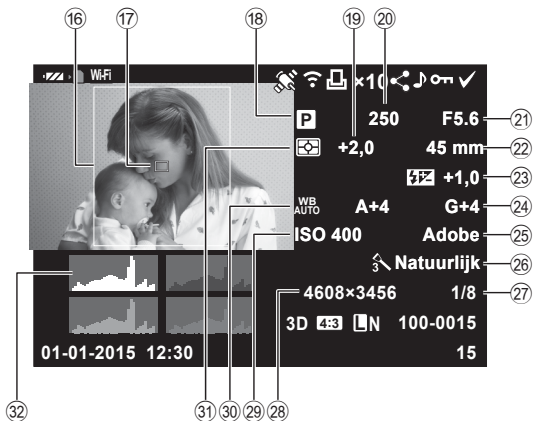 ⑯ ⑰ ⑱ ⑲ ⑳
Wi-Fi ×10
P 250 F5.6 ㉑
+2,0 45 mm ㉒
+1,0 ㉓
WB AUTO A+4 G+4 ㉔
ISO 400 Adobe ㉕
3 Natuurlijk ㉖
4608×3456 1/8 ㉗
3D 4:3 LN 100-0015
01-01-2015 12:30 15
㉜ ㉛ ㉚ ㉙ ㉘